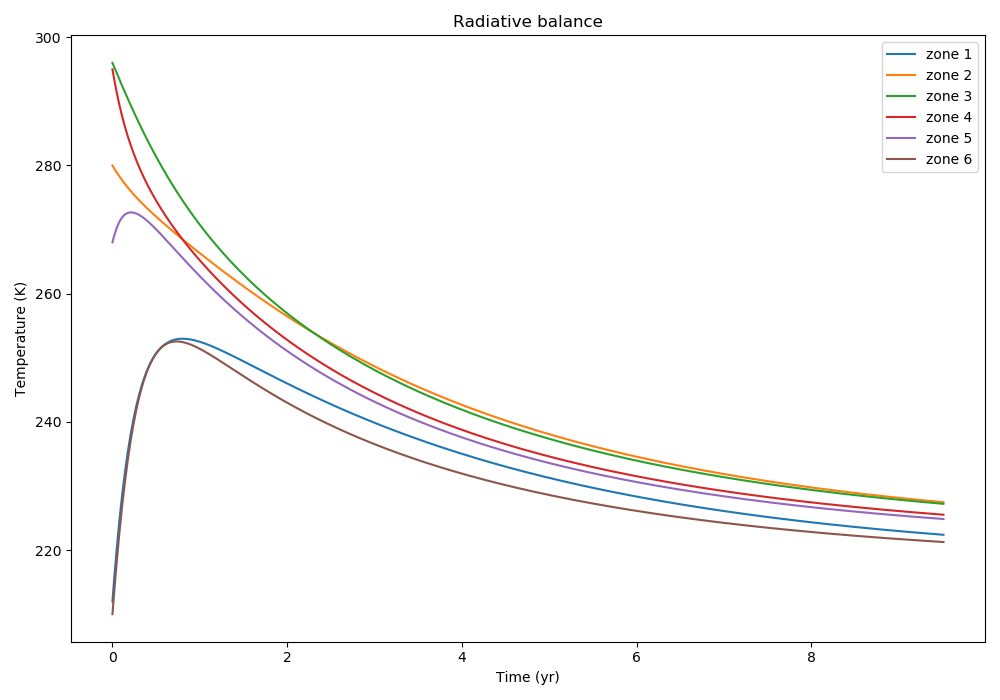 Radiative balance
300
280
260
240
220
Temperature (K)
zone 1
zone 2
zone 3
zone 4
zone 5
zone 6
0 2 4 6 8
Time (yr)